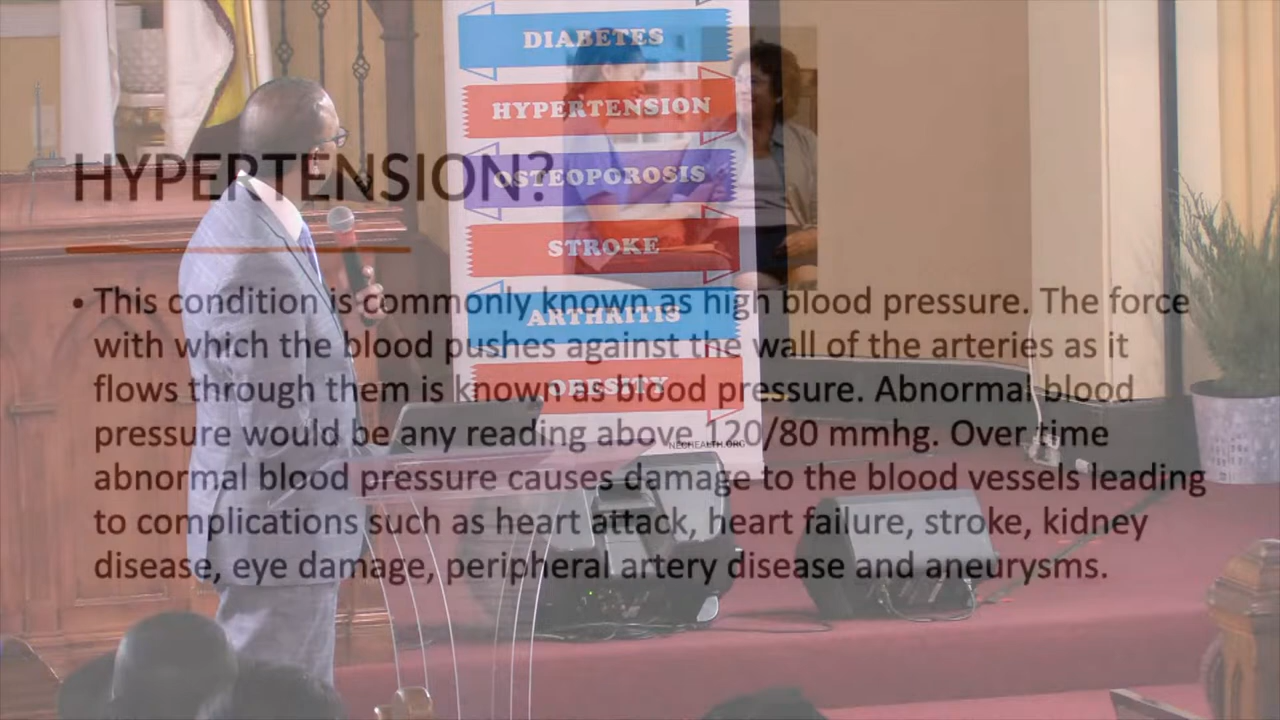 DIABETES
HYPERTENSION
OSTEOPOROSIS
STROKE
ARTHRITIS
OBESITY
NECHEALTH.ORG
HYPERTENSION?
• This condition is commonly known as high blood pressure. The force
with which the blood pushes against the wall of the arteries as it
flows through them is known as blood pressure. Abnormal blood
pressure would be any reading above 120/80 mmhg. Over time
abnormal blood pressure causes damage to the blood vessels leading
to complications such as heart attack, heart failure, stroke, kidney
disease, eye damage, peripheral artery disease and aneurysms.